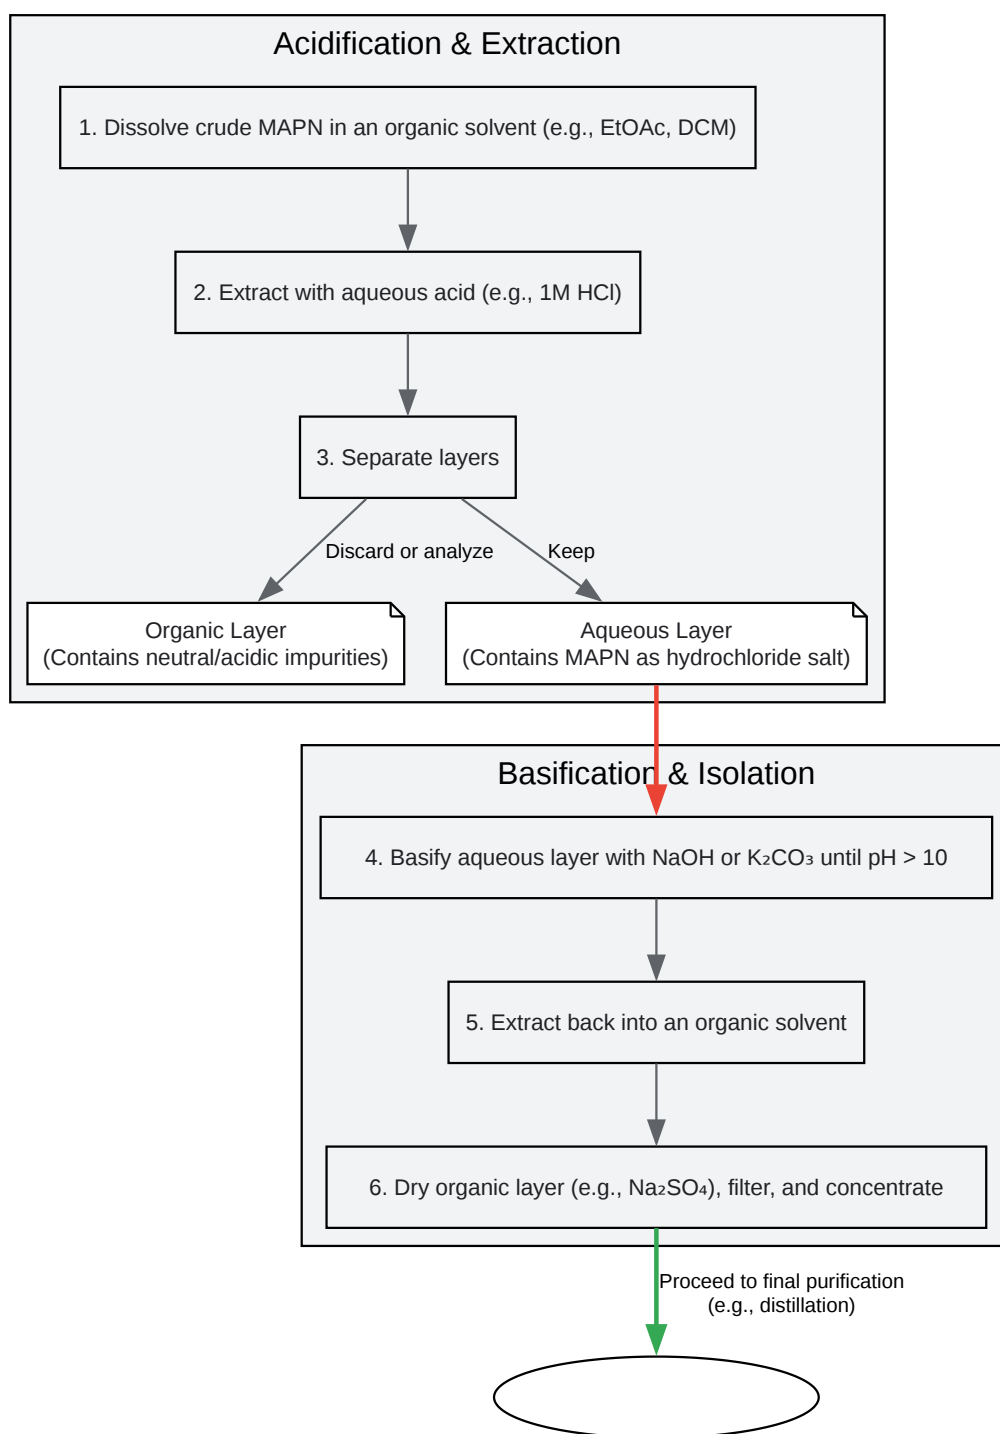 Acidification & Extraction
1. Dissolve crude MAPN in an organic solvent (e.g., EtOAc, DCM)
2. Extract with aqueous acid (e.g., 1M HCl)
3. Separate layers
Discard or analyze
Keep
Organic Layer
(Contains neutral/acidic impurities)
Aqueous Layer
(Contains MAPN as hydrochloride salt)
Basification & Isolation
4. Basify aqueous layer with NaOH or K₂CO₃ until pH > 10
5. Extract back into an organic solvent
6. Dry organic layer (e.g., Na₂SO₄), filter, and concentrate
Proceed to final purification
(e.g., distillation)